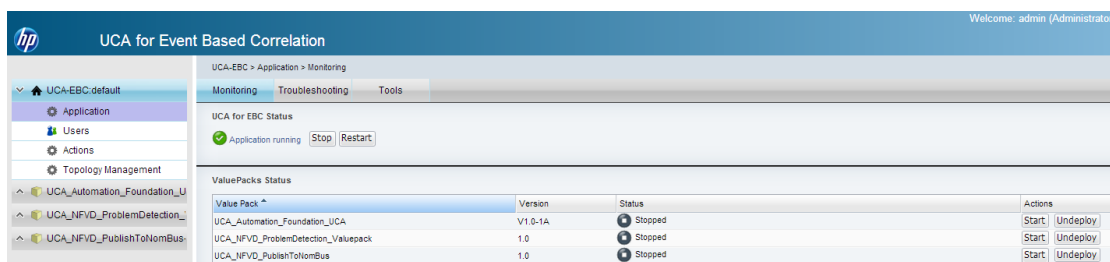 Welcome: admin (Administrator
hp UCA for Event Based Correlation
UCA-EBC > Application > Monitoring
UCA-EBC:default
Monitoring Troubleshooting Tools
Application
UCA for EBC Status
Users
Application running Stop Restart
Actions
Topology Management
ValuePacks Status
UCA_Automation_Foundation_U
Value Pack Version Status Actions
UCA_NFVD_ProblemDetection_
UCA_Automation_Foundation_UCA V1.0-1A Stopped Start Undeploy
UCA_NFVD_PublishToNomBus-
UCA_NFVD_ProblemDetection_Valuepack 1.0 Stopped Start Undeploy
UCA_NFVD_PublishToNomBus 1.0 Stopped Start Undeploy